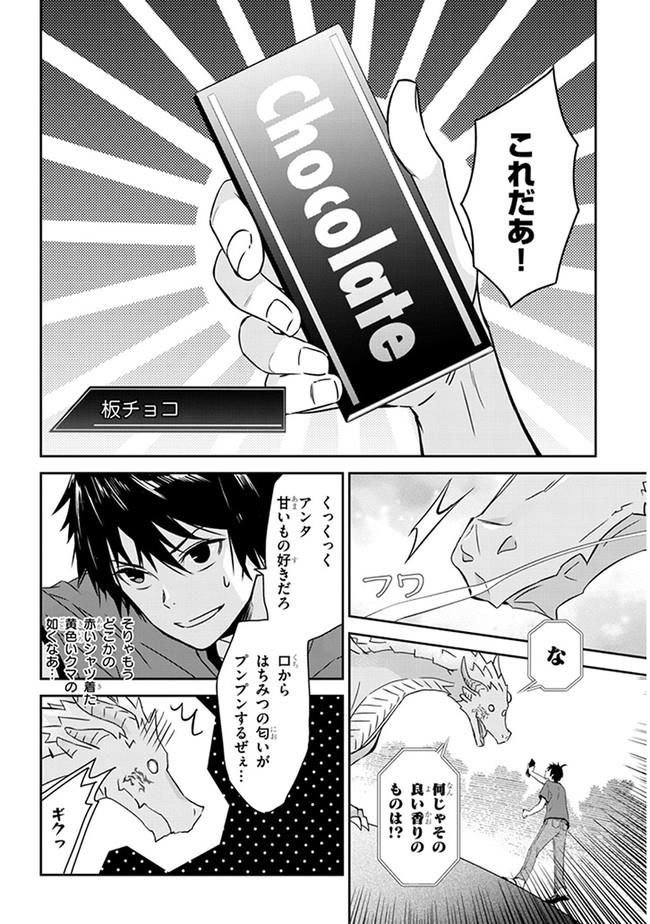 これだあ！
Chocolate
板チョコ
フワ
な
何じゃその
良い香りの
ものは!?
くっくっく
アンタ
甘いもの好きだろ
口から
はちみつの匂いが
プンプンするぜぇ…
そりゃもう
どこかの
赤いシャツ着た
黄色いクマの
如くなあ…
ギクっ